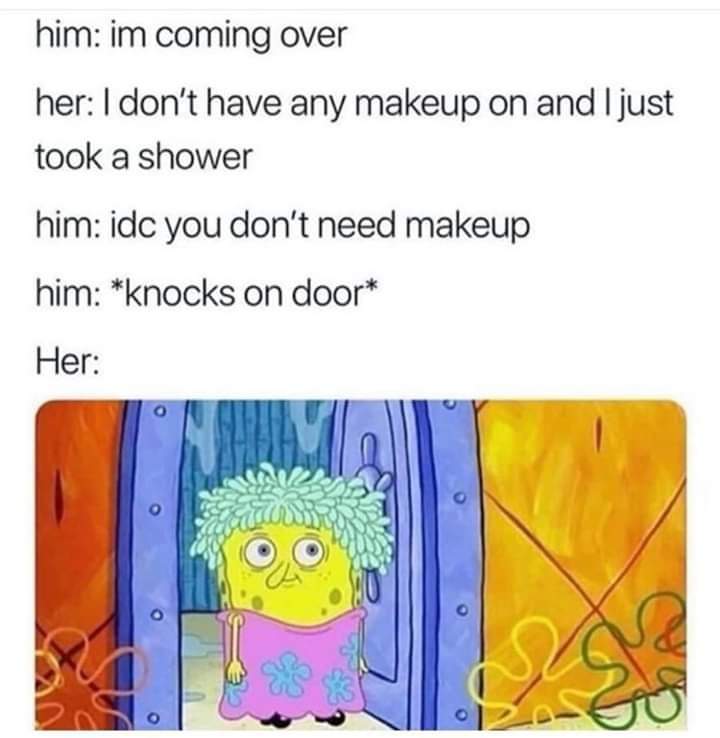 him: im coming over
her: I don't have any makeup on and I just
took a shower
him: idc you don't need makeup
him: *knocks on door*
Her: